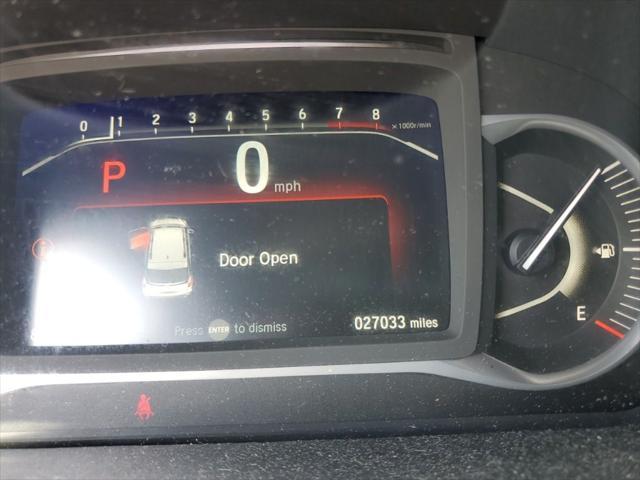 0 1 2 3 4 5 6 7 8 ×1000r/min
P 0 mph
Door Open
Press ENTER to dismiss
027033 miles
E